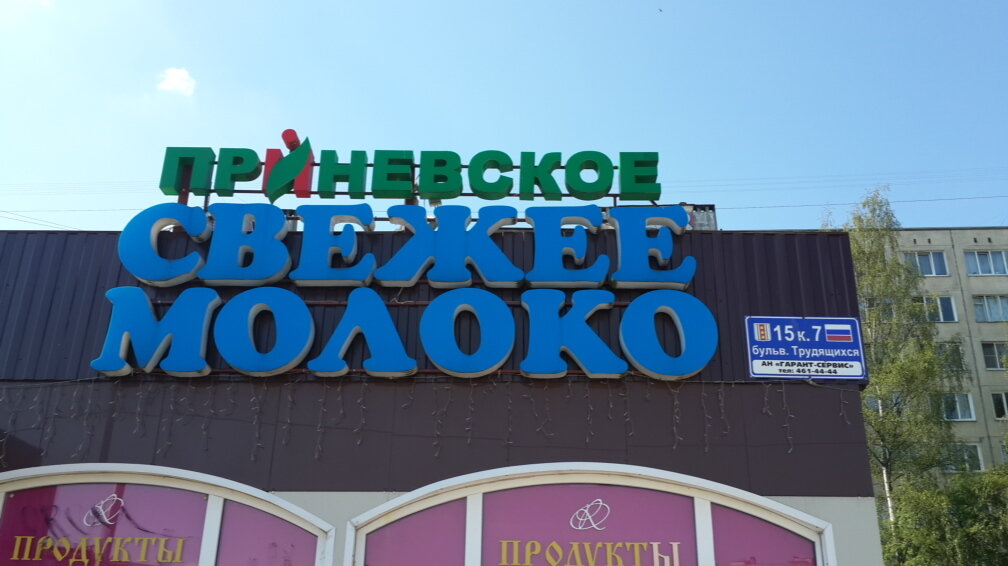 ПРИНЕВСКОЕ
СВЕЖЕЕ
МОЛОКО
15 к. 7
бульв. Трудящихся
АН «ГАРАНТ-СЕРВИС»
тел: 461-44-44
ПРОДУКТЫ
ПРОДУКТЫ